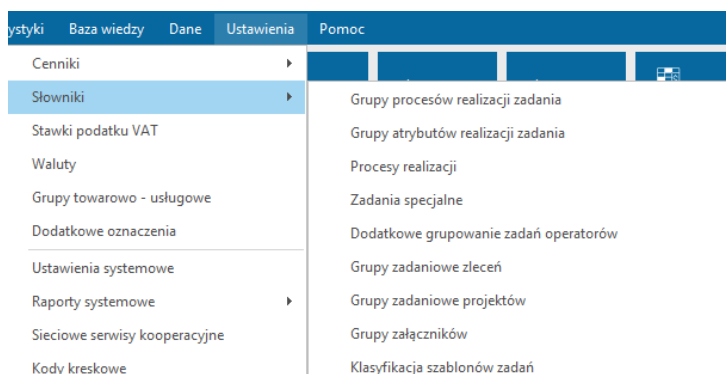 ystyki Baza wiedzy Dane Ustawienia Pomoc
Cenniki
Słowniki
Stawki podatku VAT
Waluty
Grupy towarowo - usługowe
Dodatkowe oznaczenia
Ustawienia systemowe
Raporty systemowe
Sieciowe serwisy kooperacyjne
Kody kreskowe
Grupy procesów realizacji zadania
Grupy atrybutów realizacji zadania
Procesy realizacji
Zadania specjalne
Dodatkowe grupowanie zadań operatorów
Grupy zadaniowe zleceń
Grupy zadaniowe projektów
Grupy załączników
Klasyfikacja szablonów zadań